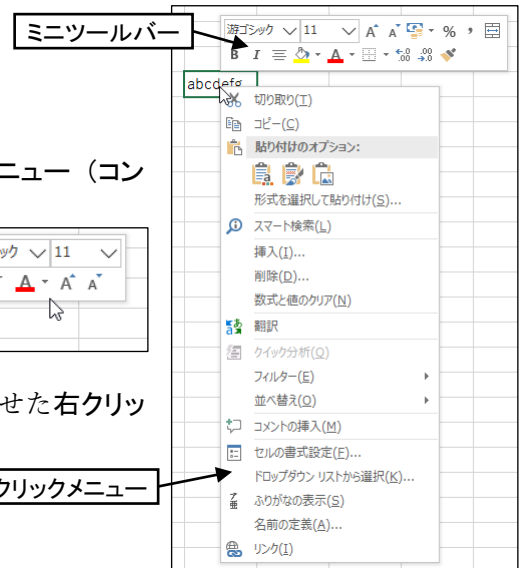 ミニツールバー
游ゴシック 11 A A % ,
B I A .00 .00
abcdefg
切り取り(T)
コピー(C)
貼り付けのオプション:
形式を選択して貼り付け(S)...
スマート検索(L)
挿入(I)...
削除(D)...
数式と値のクリア(N)
翻訳
クイック分析(Q)
フィルター(E)
並べ替え(O)
コメントの挿入(M)
セルの書式設定(F)...
ドロップダウン リストから選択(K)...
ふりがなの表示(S)
名前の定義(A)...
リンク(I)
ニュー（コン
ック 11
A A A
せた右クリッ
クリックメニュー